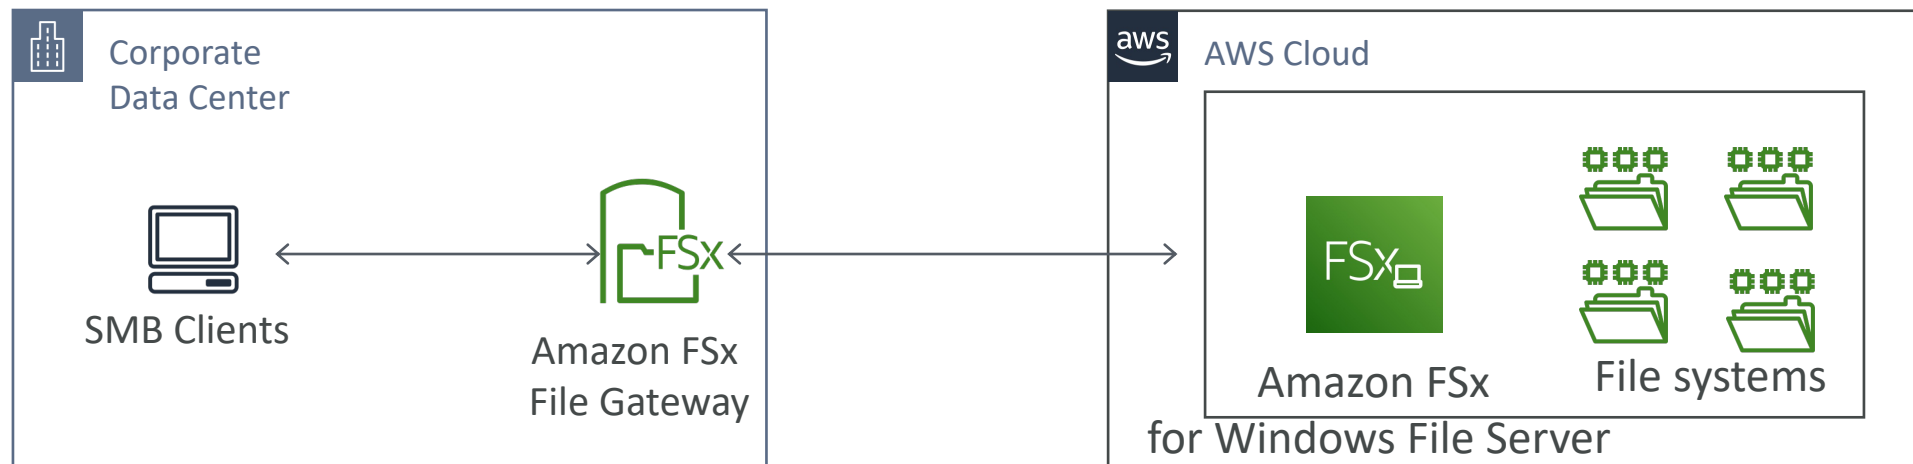 Corporate
Data Center
SMB Clients
FSx
Amazon FSx
File Gateway
aws
AWS Cloud
FSx
Amazon FSx
for Windows File Server
File systems